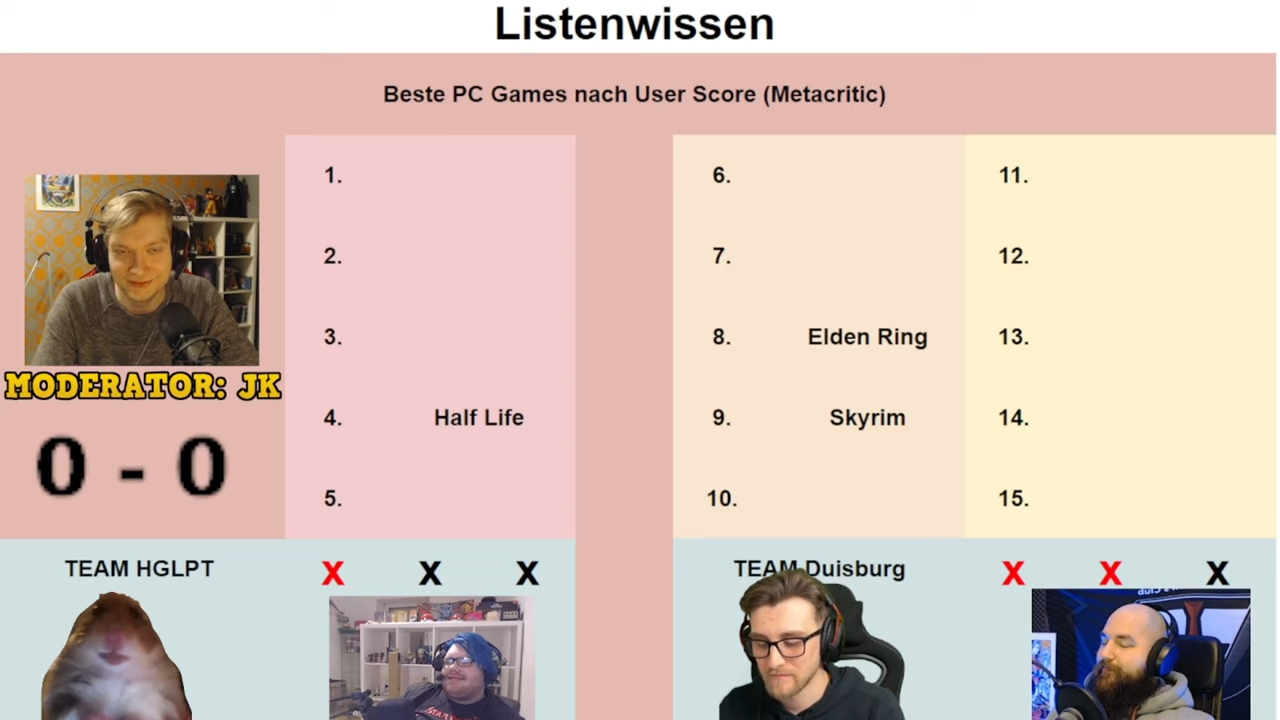 Listenwissen
Beste PC Games nach User Score (Metacritic)
1.
2.
3.
4. Half Life
5.
6.
7.
8. Elden Ring
9. Skyrim
10.
11.
12.
13.
14.
15.
MODERATOR: JK
0 - 0
TEAM HGLPT
X X X
TEAM Duisburg
X X X